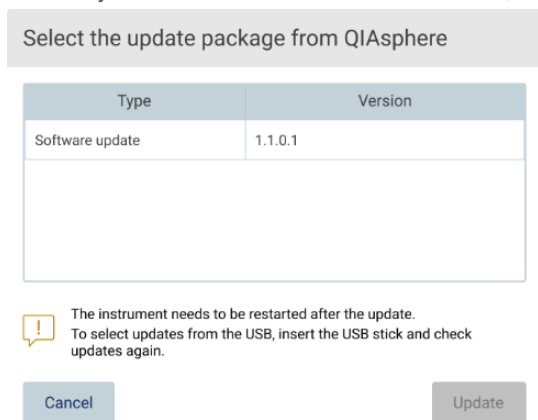 Select the update package from QIAsphere
Type Version
Software update 1.1.0.1
The instrument needs to be restarted after the update.
To select updates from the USB, insert the USB stick and check
updates again.
Cancel Update